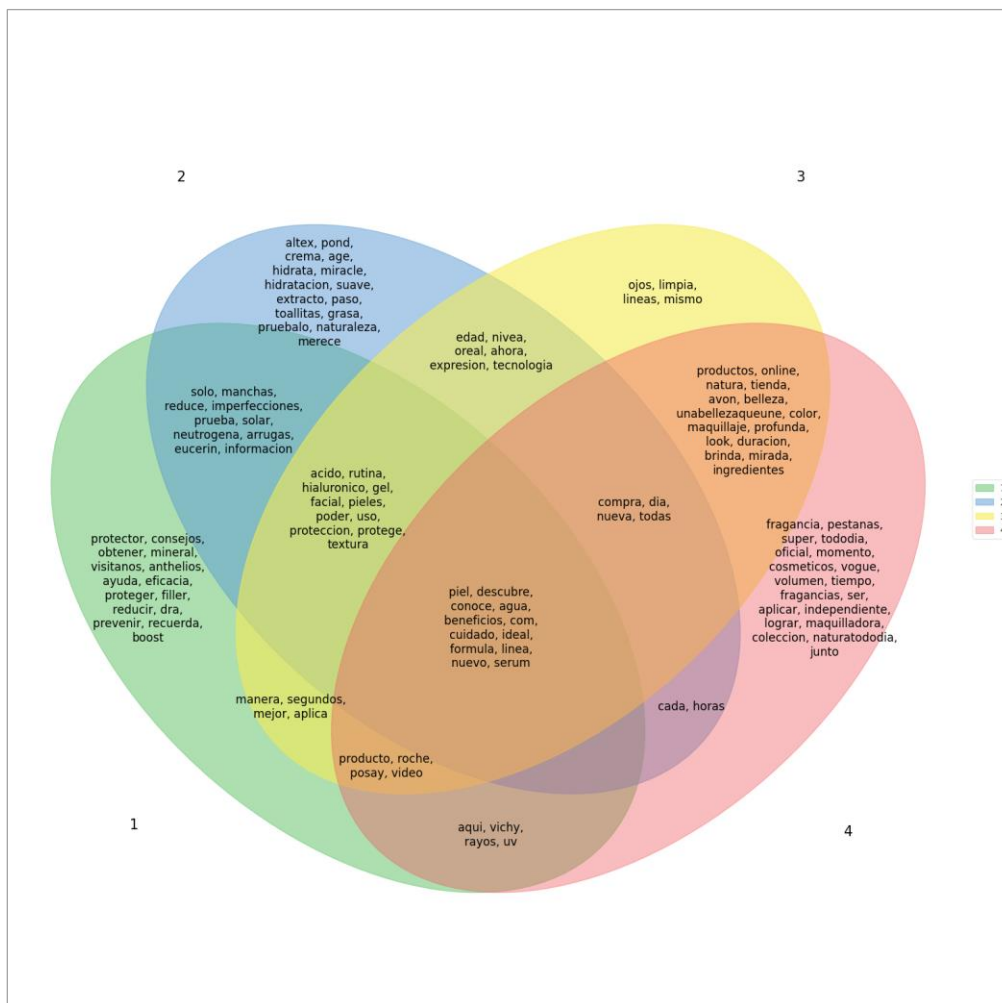 2
3
altex, pond,
crema, age,
hidrata, miracle,
hidratacion, suave,
extracto, paso,
toallitas, grasa,
pruebalo, naturaleza,
merece
ojos, limpia,
lineas, mismo
edad, nivea,
oreal, ahora,
expresion, tecnologia
productos, online,
natura, tienda,
avon, belleza,
unabellezaqueune, color,
maquillaje, profunda,
look, duracion,
brinda, mirada,
ingredientes
solo, manchas,
reduce, imperfecciones,
prueba, solar,
neutrogena, arrugas,
eucerin, informacion
acido, rutina,
hialuronico, gel,
facial, pieles,
poder, uso,
proteccion, protege,
textura
compra, dia,
nueva, todas
protector, consejos,
obtener, mineral,
visitanos, anthelios,
ayuda, eficacia,
proteger, filler,
reducir, dra,
prevenir, recuerda,
boost
fragancia, pestanas,
super, tododia,
oficial, momento,
cosmeticos, vogue,
volumen, tiempo,
fragancias, ser,
aplicar, independiente,
lograr, maquilladora,
coleccion, naturatododia,
junto
piel, descubre,
conoce, agua,
beneficios, com,
cuidado, ideal,
formula, linea,
nuevo, serum
manera, segundos,
mejor, aplica
cada, horas
producto, roche,
posay, video
aqui, vichy,
rayos, uv
1
4